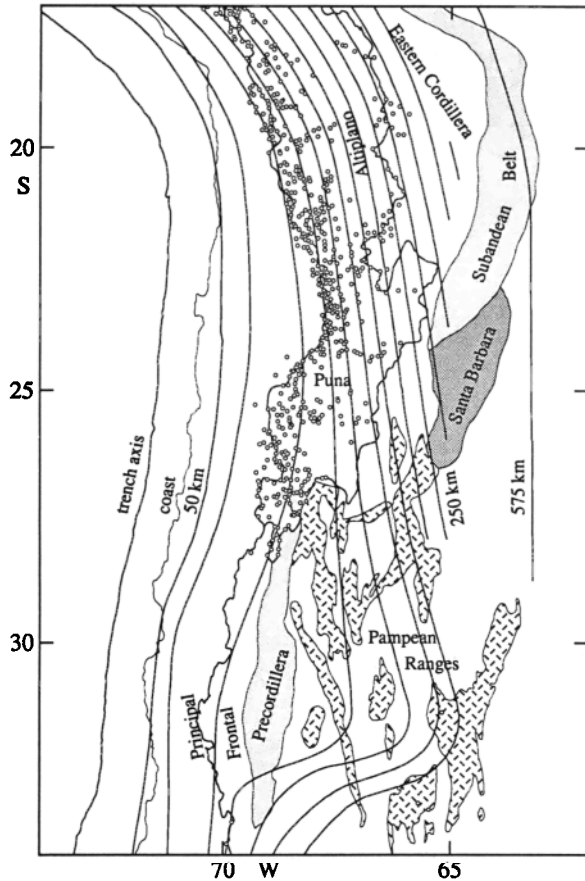 Eastern Cordillera
Altiplano
20
S
Belt
Subandean
Puna
25
Santa Barbara
trench axis
coast
50 km
250 km
575 km
30
Pampean
Ranges
Principal
Frontal
Precordillera
70 W 65